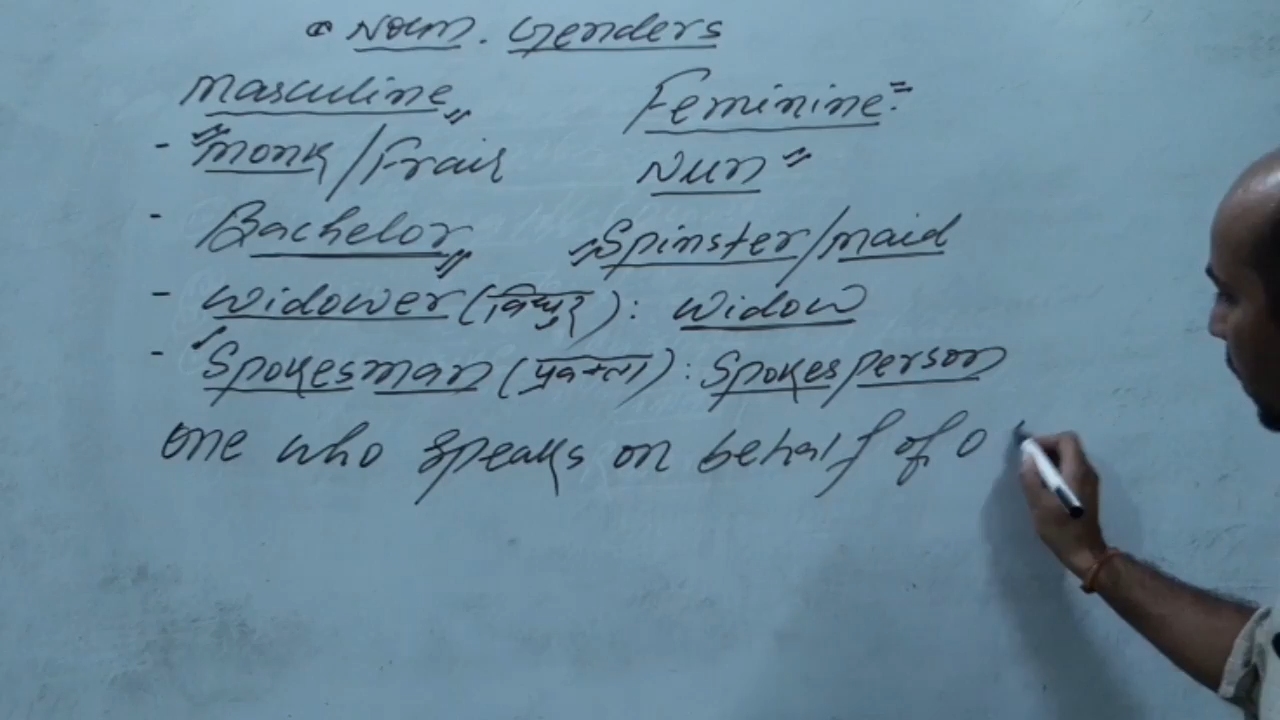 Noun. Genders
Masculine Feminine:
- Monk/Frair Nun
- Bachelor Spinster/maid
- widower (विधुर) : widow
- Spokesman (प्रवक्ता) : Spokesperson
one who speaks on behalf of o